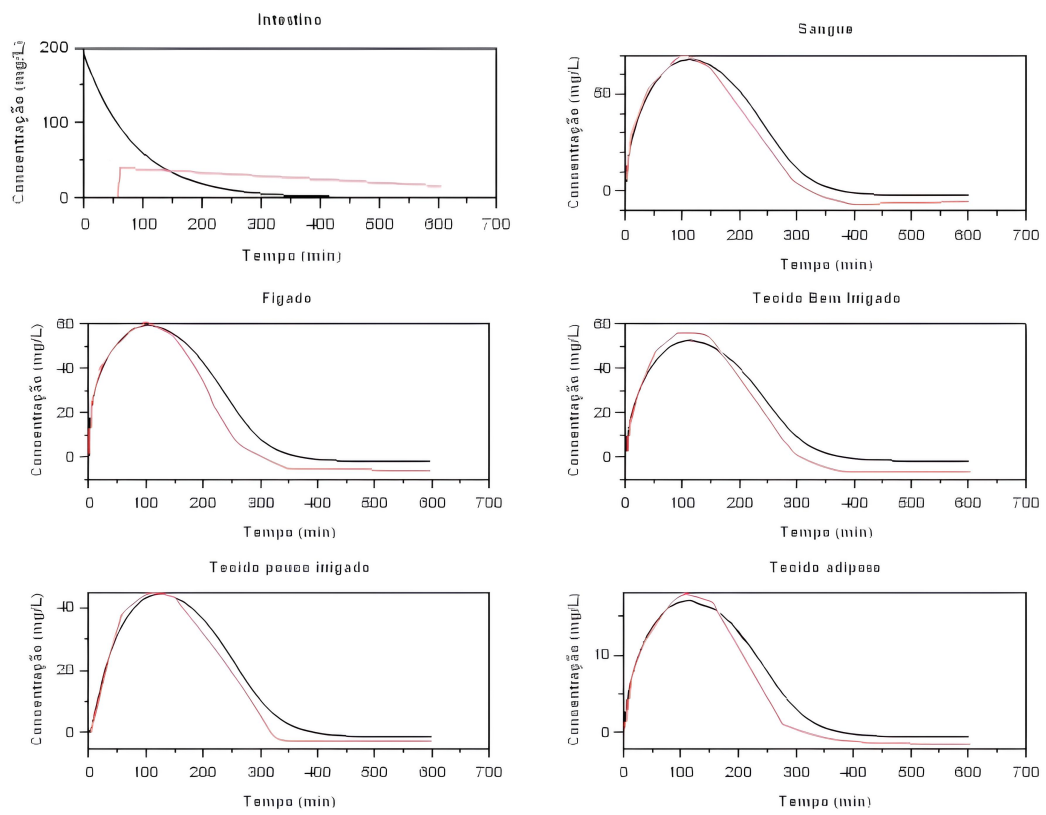 Intestino
Concentração (mg/L)
200
100
0
0 100 200 300 400 500 600 700
Tempo (min)
Sangue
Concentração (mg/L)
50
0
0 100 200 300 400 500 600 700
Tempo (min)
Figado
Concentração (mg/L)
60
40
20
0
0 100 200 300 400 500 600 700
Tempo (min)
Tecido Bem Irrigado
Concentração (mg/L)
60
40
20
0
0 100 200 300 400 500 600 700
Tempo (min)
Tecido pouco irrigado
Concentração (mg/L)
40
20
0
0 100 200 300 400 500 600 700
Tempo (min)
Tecido adiposo
Concentração (mg/L)
10
0
0 100 200 300 400 500 600 700
Tempo (min)